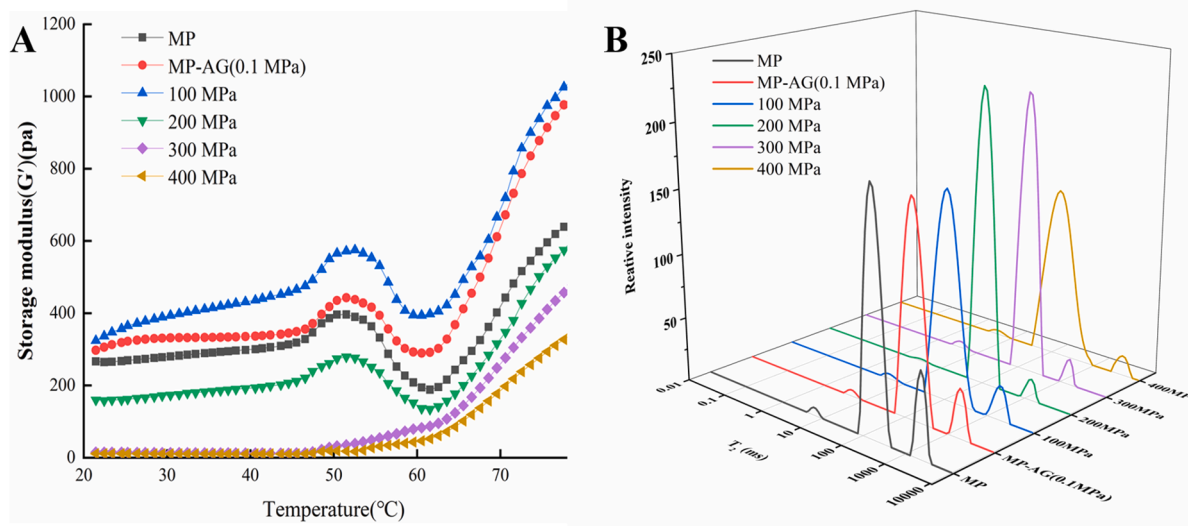 A
1200
1000
800
600
400
200
0
Storage modulus(G′)(pa)
MP
MP-AG(0.1 MPa)
100 MPa
200 MPa
300 MPa
400 MPa
20
30
40
50
60
70
Temperature(℃)
B
250
200
150
100
50
Reative intensity
MP
MP-AG(0.1 MPa)
100 MPa
200 MPa
300 MPa
400 MPa
0.01
0.1
1
10
100
1000
10000
T₂ (ms)
MP
MP-AG(0.1MPa)
100MPa
200MPa
300MPa
400MP